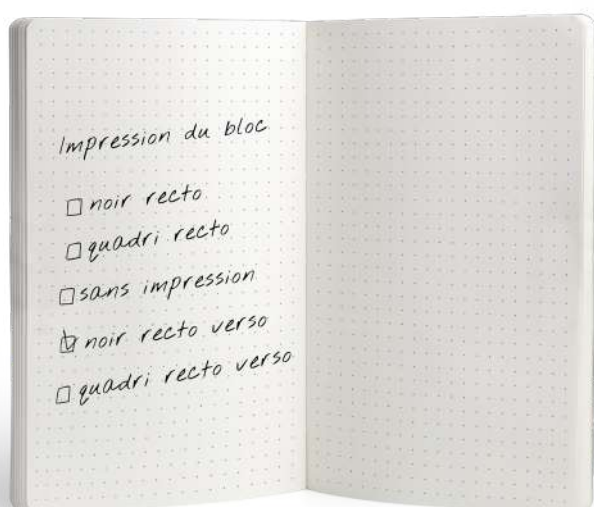 Impression du bloc
☐ noir recto
☐ quadri recto
☐ sans impression
☑ noir recto verso
☐ quadri recto verso